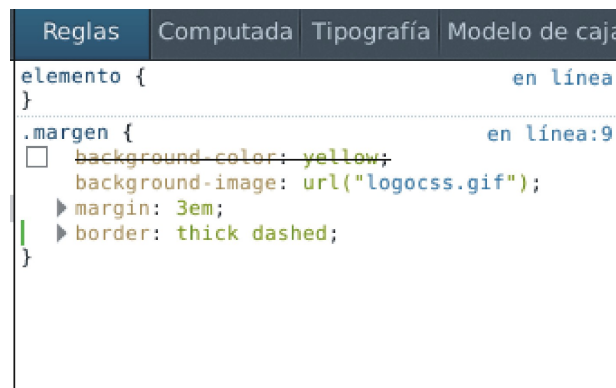 Reglas Computada Tipografía Modelo de caja
elemento { en línea
}
.margen { en línea:9
background-color: yellow;
background-image: url("logocss.gif");
margin: 3em;
border: thick dashed;
}